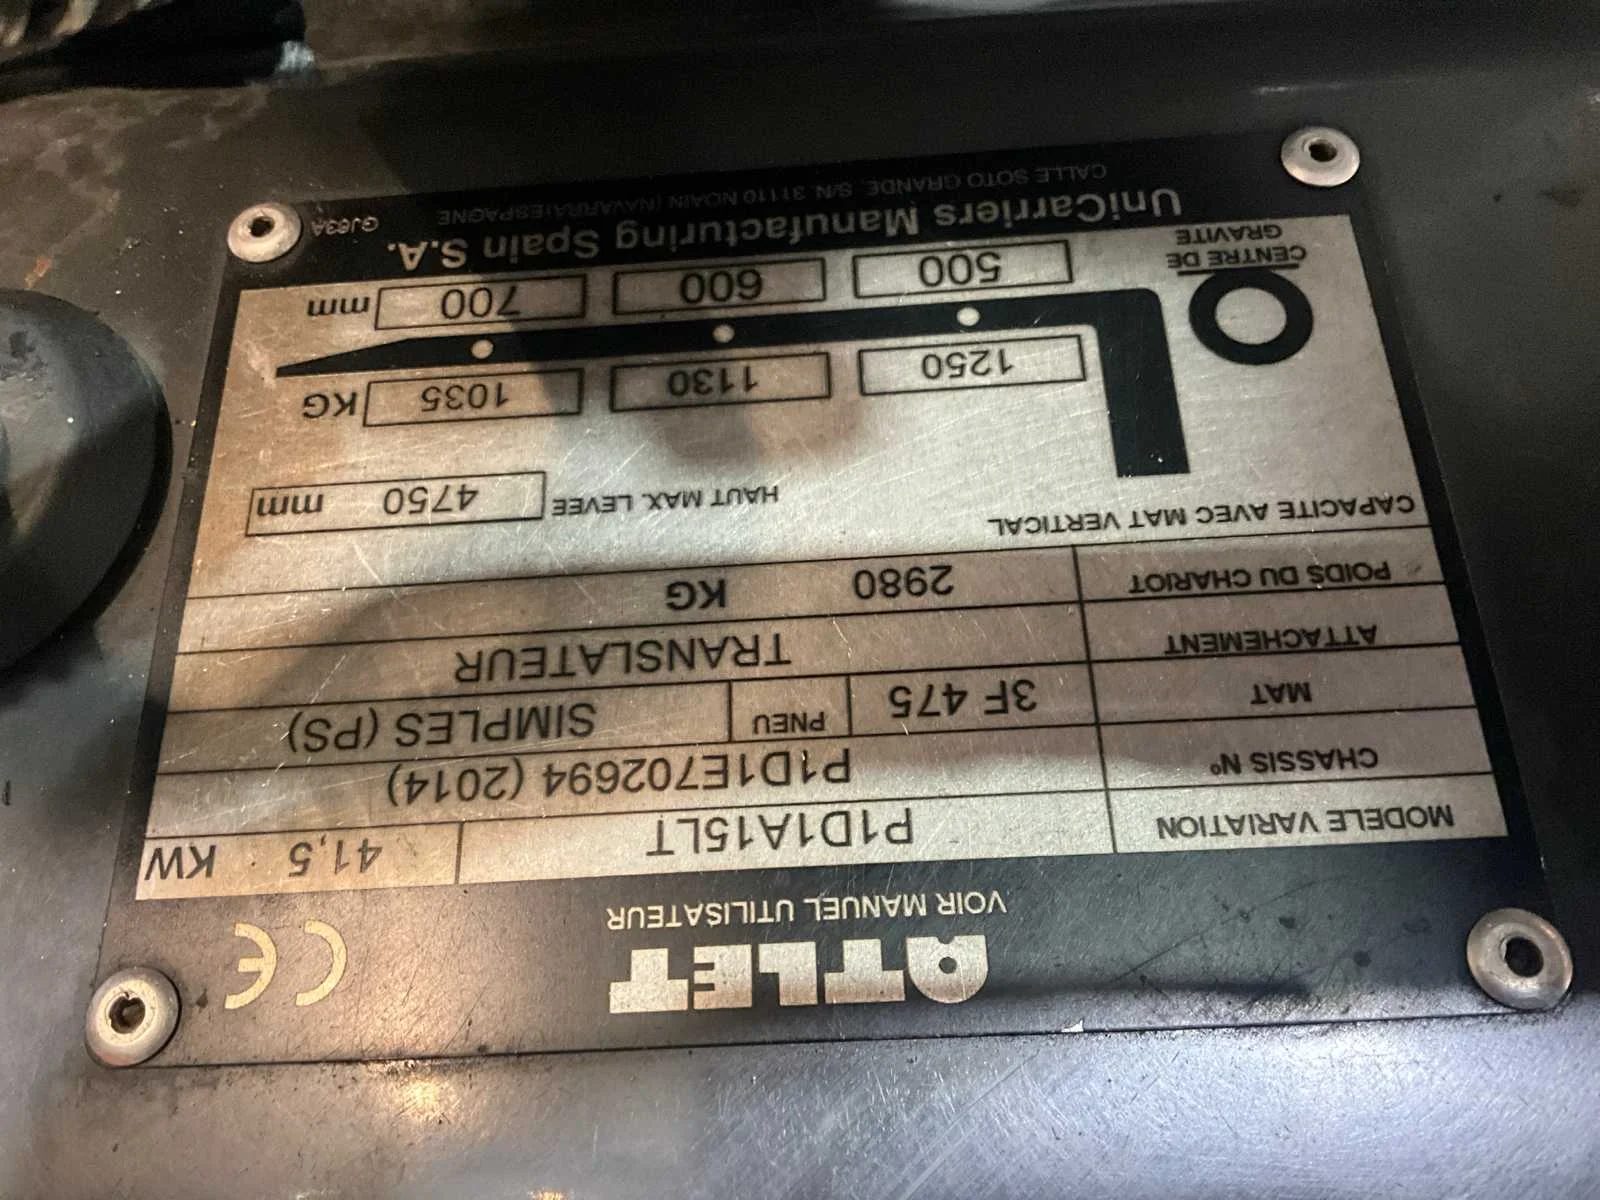 ATLET
VOIR MANUEL UTILISATEUR
CE
MODELE VARIATION P1D1A15LT 41,5 KW
CHASSIS Nº P1D1E702694 (2014)
MAT 3F 475 PNEU SIMPLES (PS)
ATTACHEMENT TRANSLATEUR
POIDS DU CHARIOT 2980 KG
CAPACITE AVEC MAT VERTICAL HAUT MAX. LEVEE 4750 mm
1250 1130 1035 KG
500 600 700 mm
CENTRE DE
GRAVITE
UniCarriers Manufacturing Spain S.A.
CALLE SOTO GRANDE, S/N. 31110 NOAIN (NAVARRA) ESPAGNE GJ63A